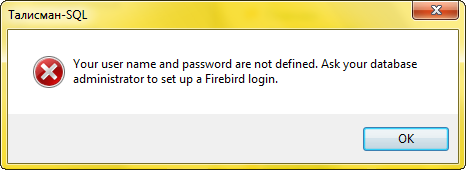 Талисман-SQL
Your user name and password are not defined. Ask your database
administrator to set up a Firebird login.
OK